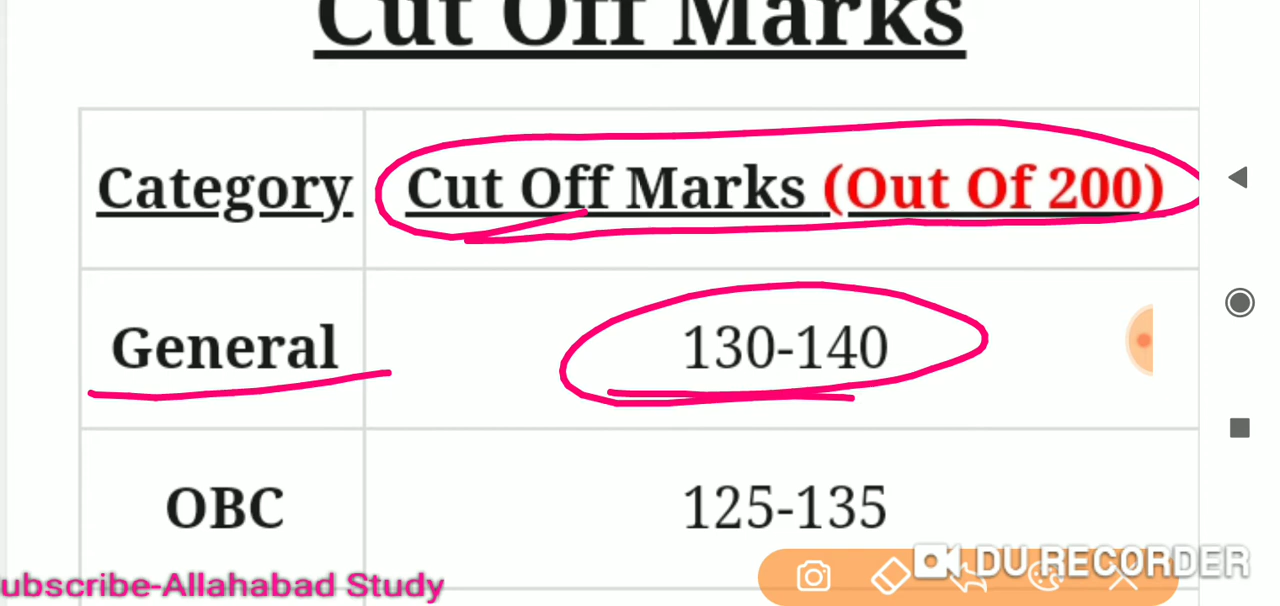 Cut Off Marks
Category
Cut Off Marks (Out Of 200)
General
130-140
OBC
125-135
ubscribe-Allahabad Study
DU RECORDER